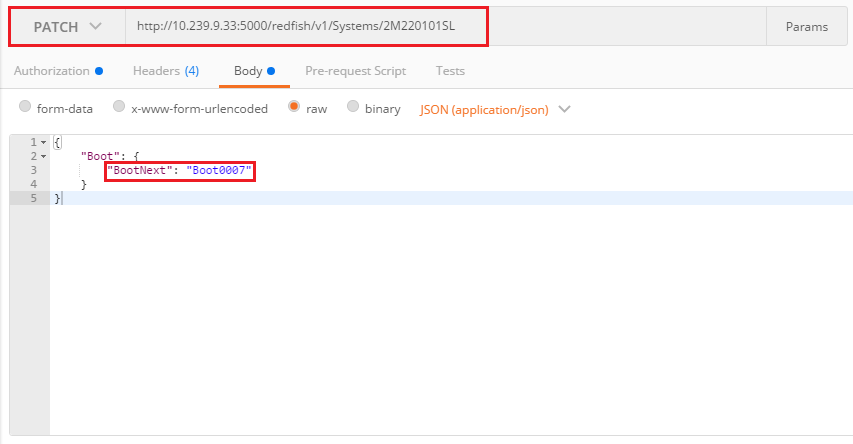 PATCH http://10.239.9.33:5000/redfish/v1/Systems/2M220101SL Params
Authorization Headers (4) Body Pre-request Script Tests
form-data x-www-form-urlencoded raw binary JSON (application/json)
1 {
2 "Boot": {
3 "BootNext": "Boot0007"
4 }
5 }